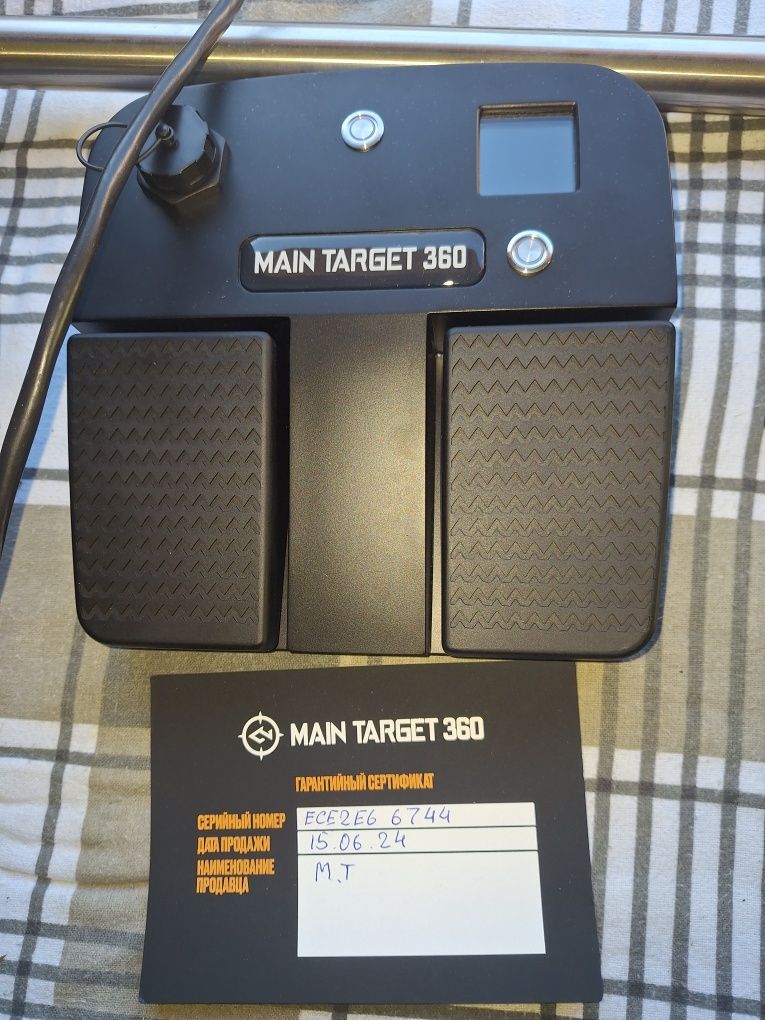 MAIN TARGET 360
MAIN TARGET 360
ГАРАНТИЙНЫЙ СЕРТИФИКАТ
СЕРИЙНЫЙ НОМЕР ECE2E6 6744
ДАТА ПРОДАЖИ 15.06.24
НАИМЕНОВАНИЕ M.T
ПРОДАВЦА